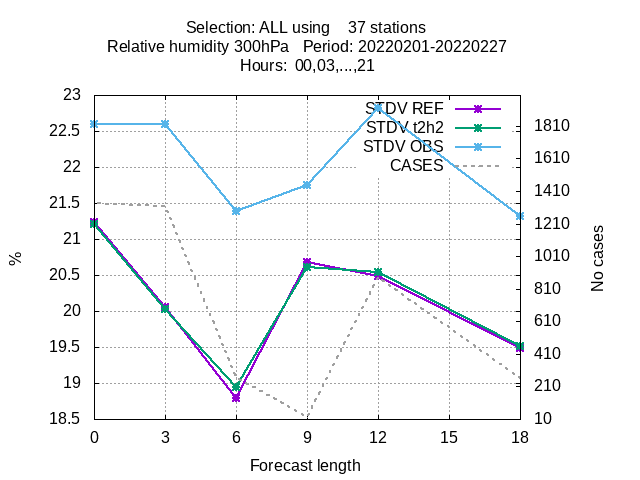 Selection: ALL using 37 stations
Relative humidity 300hPa Period: 20220201-20220227
Hours: 00,03,...,21
STDV REF
STDV t2h2
STDV OBS
CASES
23
22.5
22
21.5
21
20.5
20
19.5
19
18.5
%
1810
1610
1410
1210
1010
810
610
410
210
10
No cases
0 3 6 9 12 15 18
Forecast length